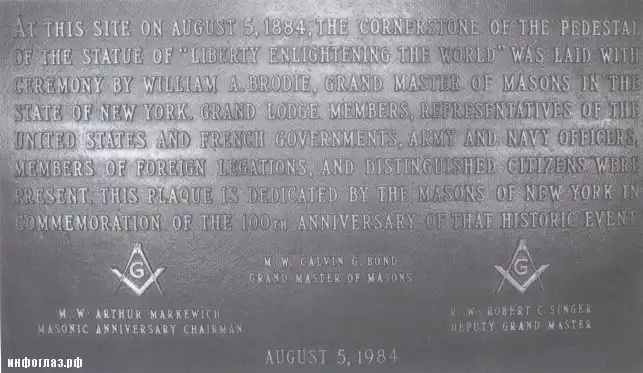 AT THIS SITE ON AUGUST 5, 1884, THE CORNERSTONE OF THE PEDESTAL
OF THE STATUE OF "LIBERTY ENLIGHTENING THE WORLD" WAS LAID WITH
CEREMONY BY WILLIAM A. BRODIE, GRAND MASTER OF MASONS IN THE
STATE OF NEW YORK. GRAND LODGE MEMBERS, REPRESENTATIVES OF THE
UNITED STATES AND FRENCH GOVERNMENTS, ARMY AND NAVY OFFICERS,
MEMBERS OF FOREIGN LEGATIONS, AND DISTINGUISHED CITIZENS WERE
PRESENT. THIS PLAQUE IS DEDICATED BY THE MASONS OF NEW YORK IN
COMMEMORATION OF THE 100TH ANNIVERSARY OF THAT HISTORIC EVENT.
G
M. W. CALVIN G. BOND
GRAND MASTER OF MASONS
G
M. W. ARTHUR MARKEWICH
MASONIC ANNIVERSARY CHAIRMAN
R. W. ROBERT C. SINGER
DEPUTY GRAND MASTER
AUGUST 5, 1984
инфоглаз.рф